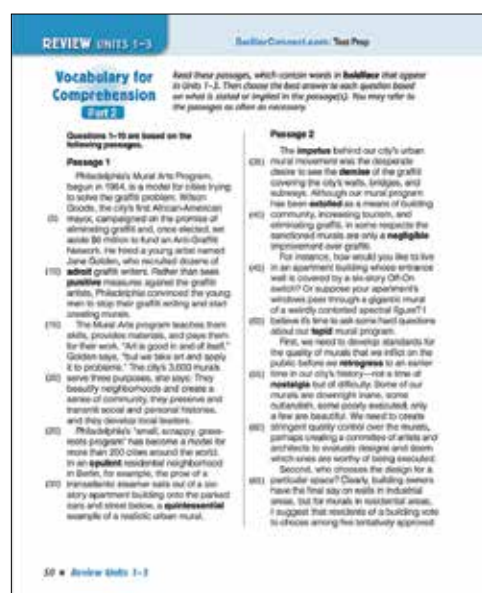 REVIEW UNITS 1–3
SadlierConnect.com: Test Prep
Vocabulary for
Comprehension
Part 2
Read these passages, which contain words in boldface that appear
in Units 1–3. Then choose the best answer to each question based
on what is stated or implied in the passage(s). You may refer to
the passages as often as necessary.
Questions 1–10 are based on the
following passages.
Passage 1
Philadelphia's Mural Arts Program,
begun in 1984, is a model for cities trying
to solve the graffiti problem. Wilson
Goode, the city's first African-American
(5) mayor, campaigned on the promise of
eliminating graffiti and, once elected, set
aside $6 million to fund an Anti-Graffiti
Network. He hired a young artist named
Jane Golden, who recruited dozens of
(10) adroit graffiti writers. Rather than seek
punitive measures against the graffiti
artists, Philadelphia convinced the young
men to stop their graffiti writing and start
creating murals.
(15) The Mural Arts program teaches them
skills, provides materials, and pays them
for their work. "Art is good in and of itself,"
Golden says, "but we take art and apply
it to problems." The city's 3,600 murals
(20) serve three purposes, she says: They
beautify neighborhoods and create a
sense of community, they preserve and
transmit social and personal histories,
and they develop local leaders.
(25) Philadelphia's "small, scrappy, grass-
roots program" has become a model for
more than 200 cities around the world.
In an opulent residential neighborhood
in Berlin, for example, the prow of a
(30) transatlantic steamer sails out of a six-
story apartment building onto the parked
cars and street below, a quintessential
example of a realistic urban mural.
Passage 2
The impetus behind our city's urban
(35) mural movement was the desperate
desire to see the demise of the graffiti
covering the city's walls, bridges, and
subways. Although our mural program
has been extolled as a means of building
(40) community, increasing tourism, and
eliminating graffiti, in some respects the
sanctioned murals are only a negligible
improvement over graffiti.
For instance, how would you like to live
(45) in an apartment building whose entrance
wall is covered by a six-story Off-On
switch? Or suppose your apartment's
windows peer through a gigantic mural
of a weirdly contorted spectral figure? I
(50) believe it's time to ask some hard questions
about our tepid mural program.
First, we need to develop standards for
the quality of murals that we inflict on the
public before we retrogress to an earlier
(55) time in our city's history—not a time of
nostalgia but of difficulty. Some of our
murals are downright inane, some
outlandish, some poorly executed, only
a few are beautiful. We need to create
(60) stringent quality control over the murals,
perhaps creating a committee of artists and
architects to evaluate designs and deem
which ones are worthy of being executed.
Second, who chooses the design for a
(65) particular space? Clearly, building owners
have the final say on walls in industrial
areas, but for murals in residential areas,
I suggest that residents of a building vote
to choose among five tentatively approved
50 ■ Review Units 1–3